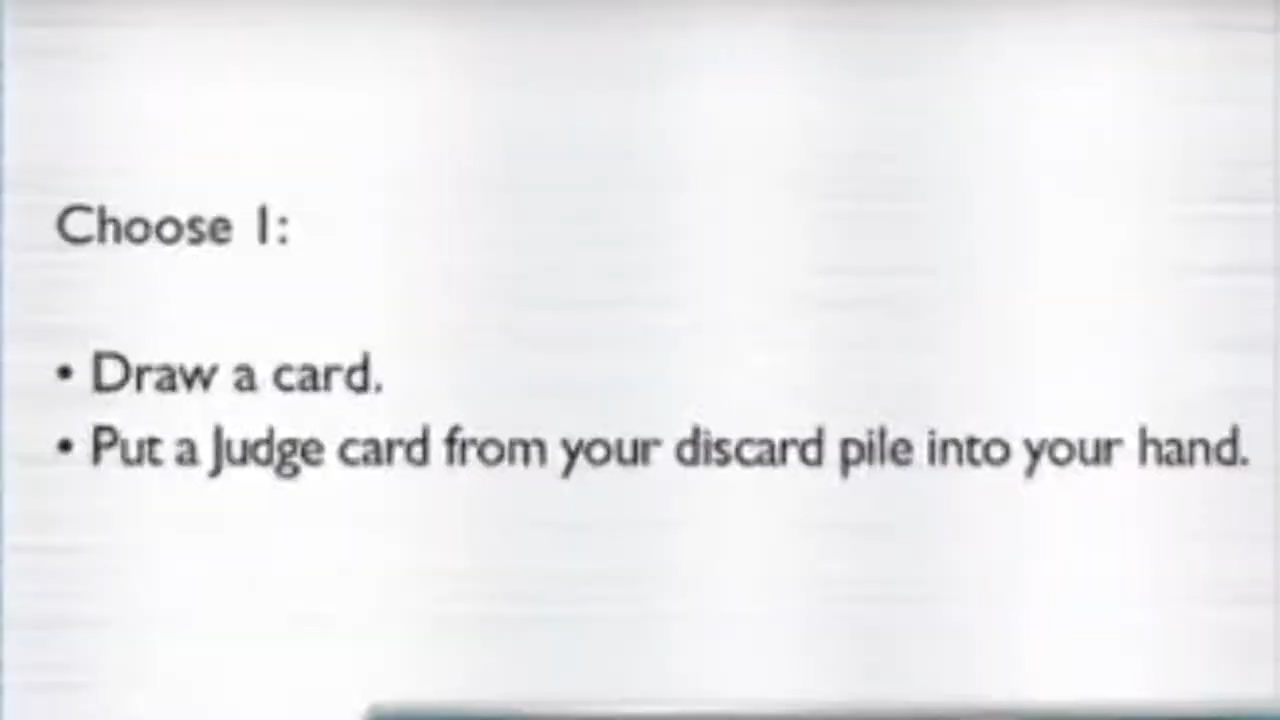 Choose 1:
• Draw a card.
• Put a Judge card from your discard pile into your hand.